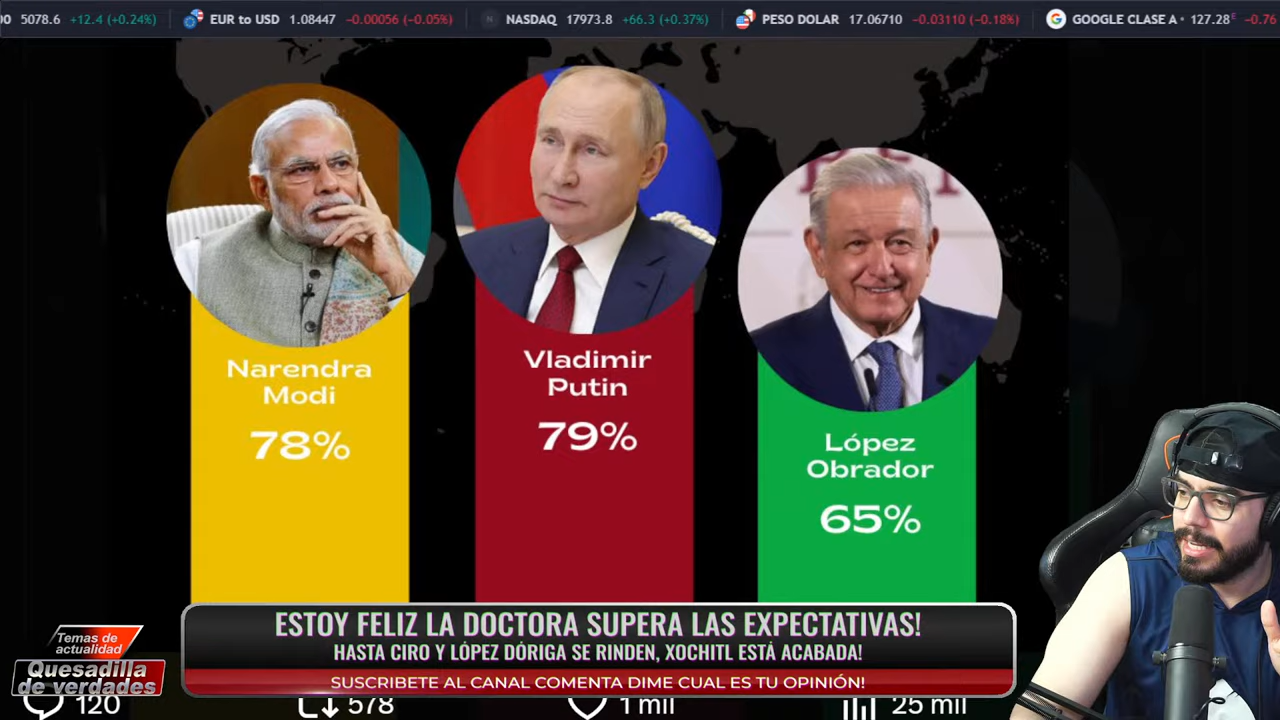 00 5078.6 +12.4 (+0.24%) EUR to USD 1.08447 -0.00056 (-0.05%) NASDAQ 17973.8 +66.3 (+0.37%) PESO DOLAR 17.06710 -0.03110 (-0.18%) GOOGLE CLASE A 127.28 E -0.76
Narendra
Modi
78%
Vladimir
Putin
79%
López
Obrador
65%
ESTOY FELIZ LA DOCTORA SUPERA LAS EXPECTATIVAS!
HASTA CIRO Y LÓPEZ DÓRIGA SE RINDEN, XOCHITL ESTÁ ACABADA!
SUSCRIBETE AL CANAL COMENTA DIME CUAL ES TU OPINIÓN!
Temas de
actualidad
Quesadilla
de verdades
120 578 1 mil 25 mil